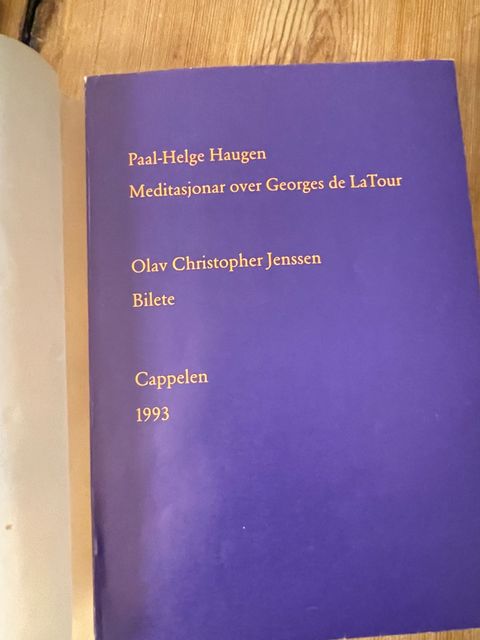 Paal-Helge Haugen
Meditasjonar over Georges de LaTour
Olav Christopher Jenssen
Bilete
Cappelen
1993